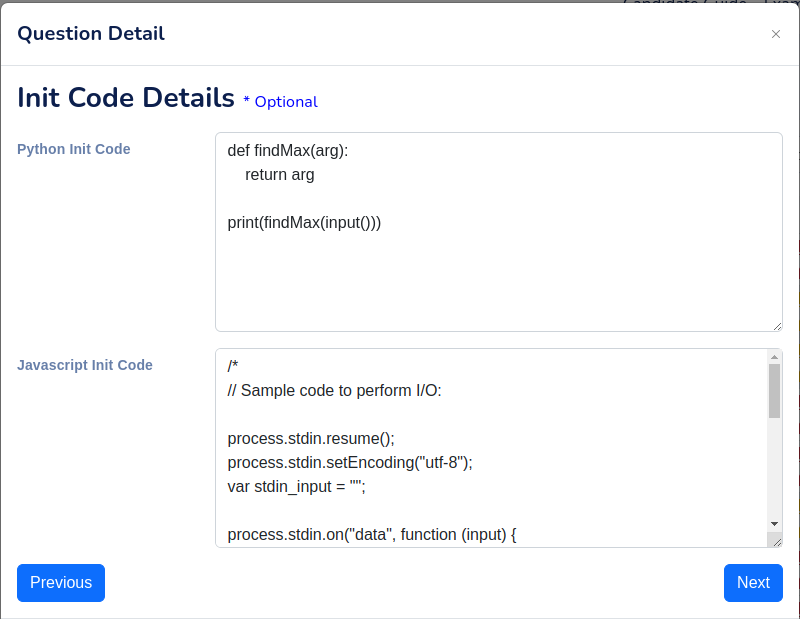 Question Detail
×
Init Code Details * Optional
Python Init Code
def findMax(arg):
    return arg

print(findMax(input()))
Javascript Init Code
/*
// Sample code to perform I/O:

process.stdin.resume();
process.stdin.setEncoding("utf-8");
var stdin_input = "";

process.stdin.on("data", function (input) {
Previous
Next